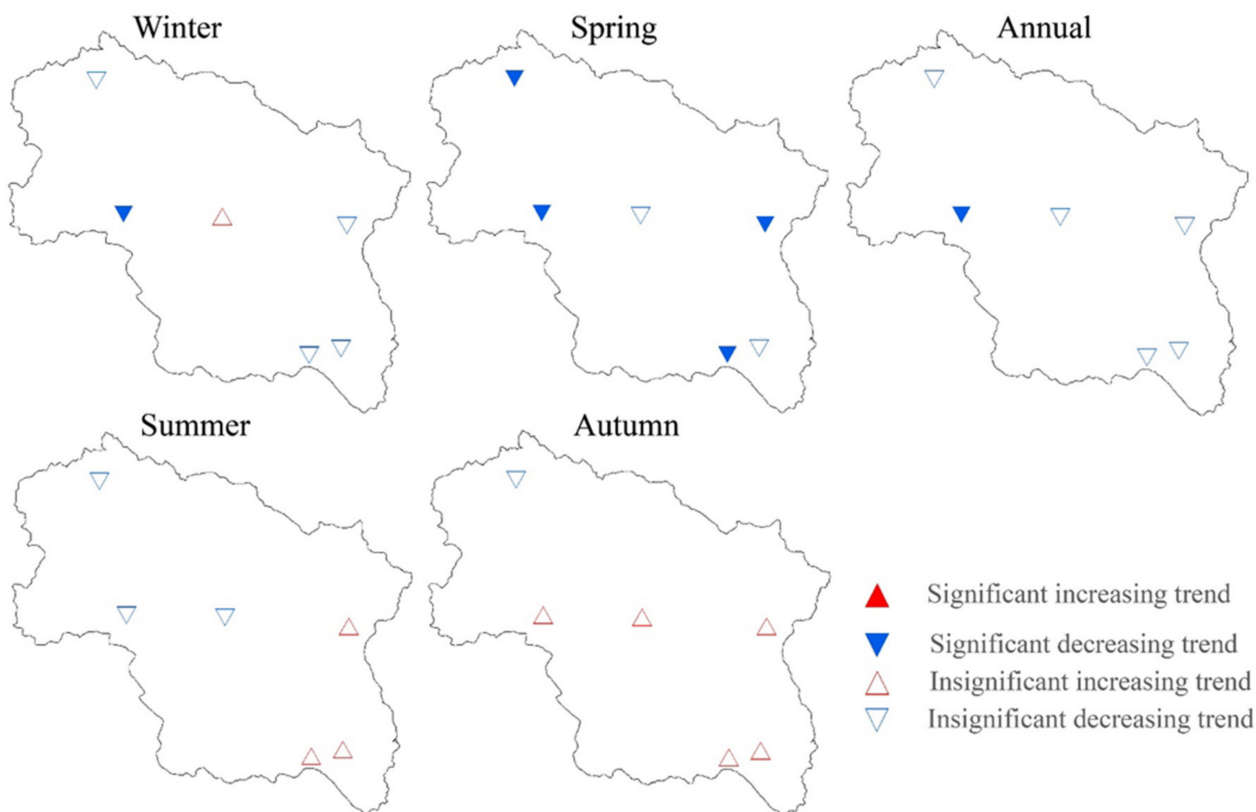 Winter
Spring
Annual
Summer
Autumn
Significant increasing trend
Significant decreasing trend
Insignificant increasing trend
Insignificant decreasing trend